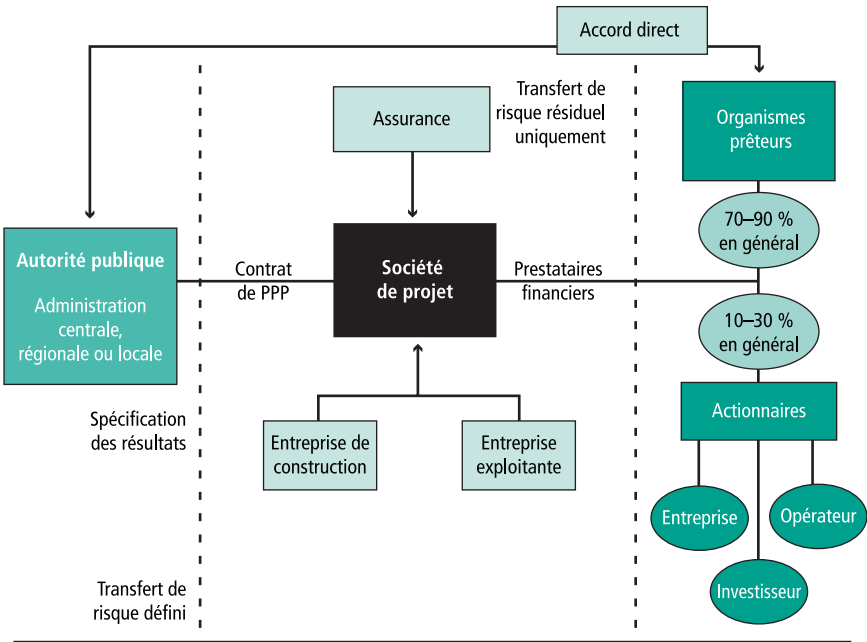 Accord direct
Assurance
Transfert de
risque résiduel
uniquement
Organismes
prêteurs
70–90 %
en général
Autorité publique
Administration
centrale,
régionale ou locale
Contrat
de PPP
Société
de projet
Prestataires
financiers
10–30 %
en général
Actionnaires
Spécification
des résultats
Entreprise de
construction
Entreprise
exploitante
Entreprise
Opérateur
Investisseur
Transfert de
risque défini